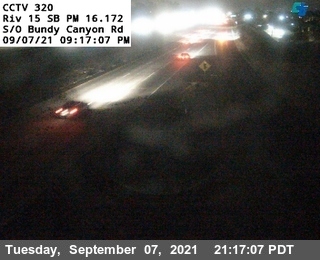 CCTV 320
Riv 15 SB PM 16.172
S/O Bundy Canyon Rd
09/07/21 09:17:07 PM
Tuesday, September 07, 2021 21:17:07 PDT